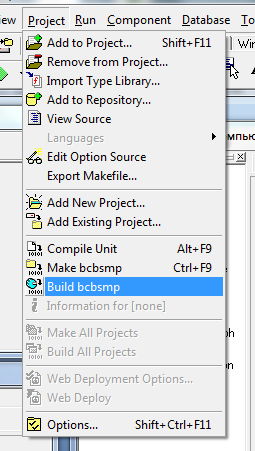 iew Project Run Component Database To
Add to Project... Shift+F11
Win
Remove from Project...
Import Type Library...
Add to Repository...
View Source
Languages
мпью
Edit Option Source
Export Makefile...
Add New Project...
Add Existing Project...
Compile Unit Alt+F9
Make bcbsmp Ctrl+F9
Build bcbsmp
Information for [none]
Make All Projects
ph
Build All Projects
on
Web Deployment Options...
Web Deploy
Options... Shift+Ctrl+F11